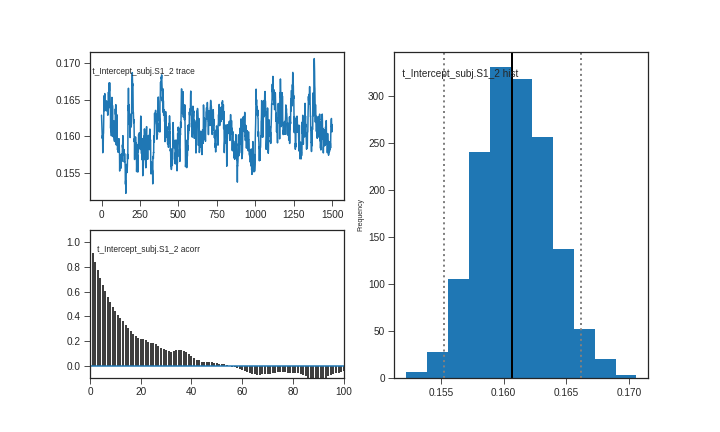 t_Intercept_subj.S1_2 trace
0.170
0.165
0.160
0.155
0 250 500 750 1000 1250 1500
t_Intercept_subj.S1_2 acorr
1.0
0.8
0.6
0.4
0.2
0.0
0 20 40 60 80 100
t_Intercept_subj.S1_2 hist
Frequency
300
250
200
150
100
50
0
0.155 0.160 0.165 0.170